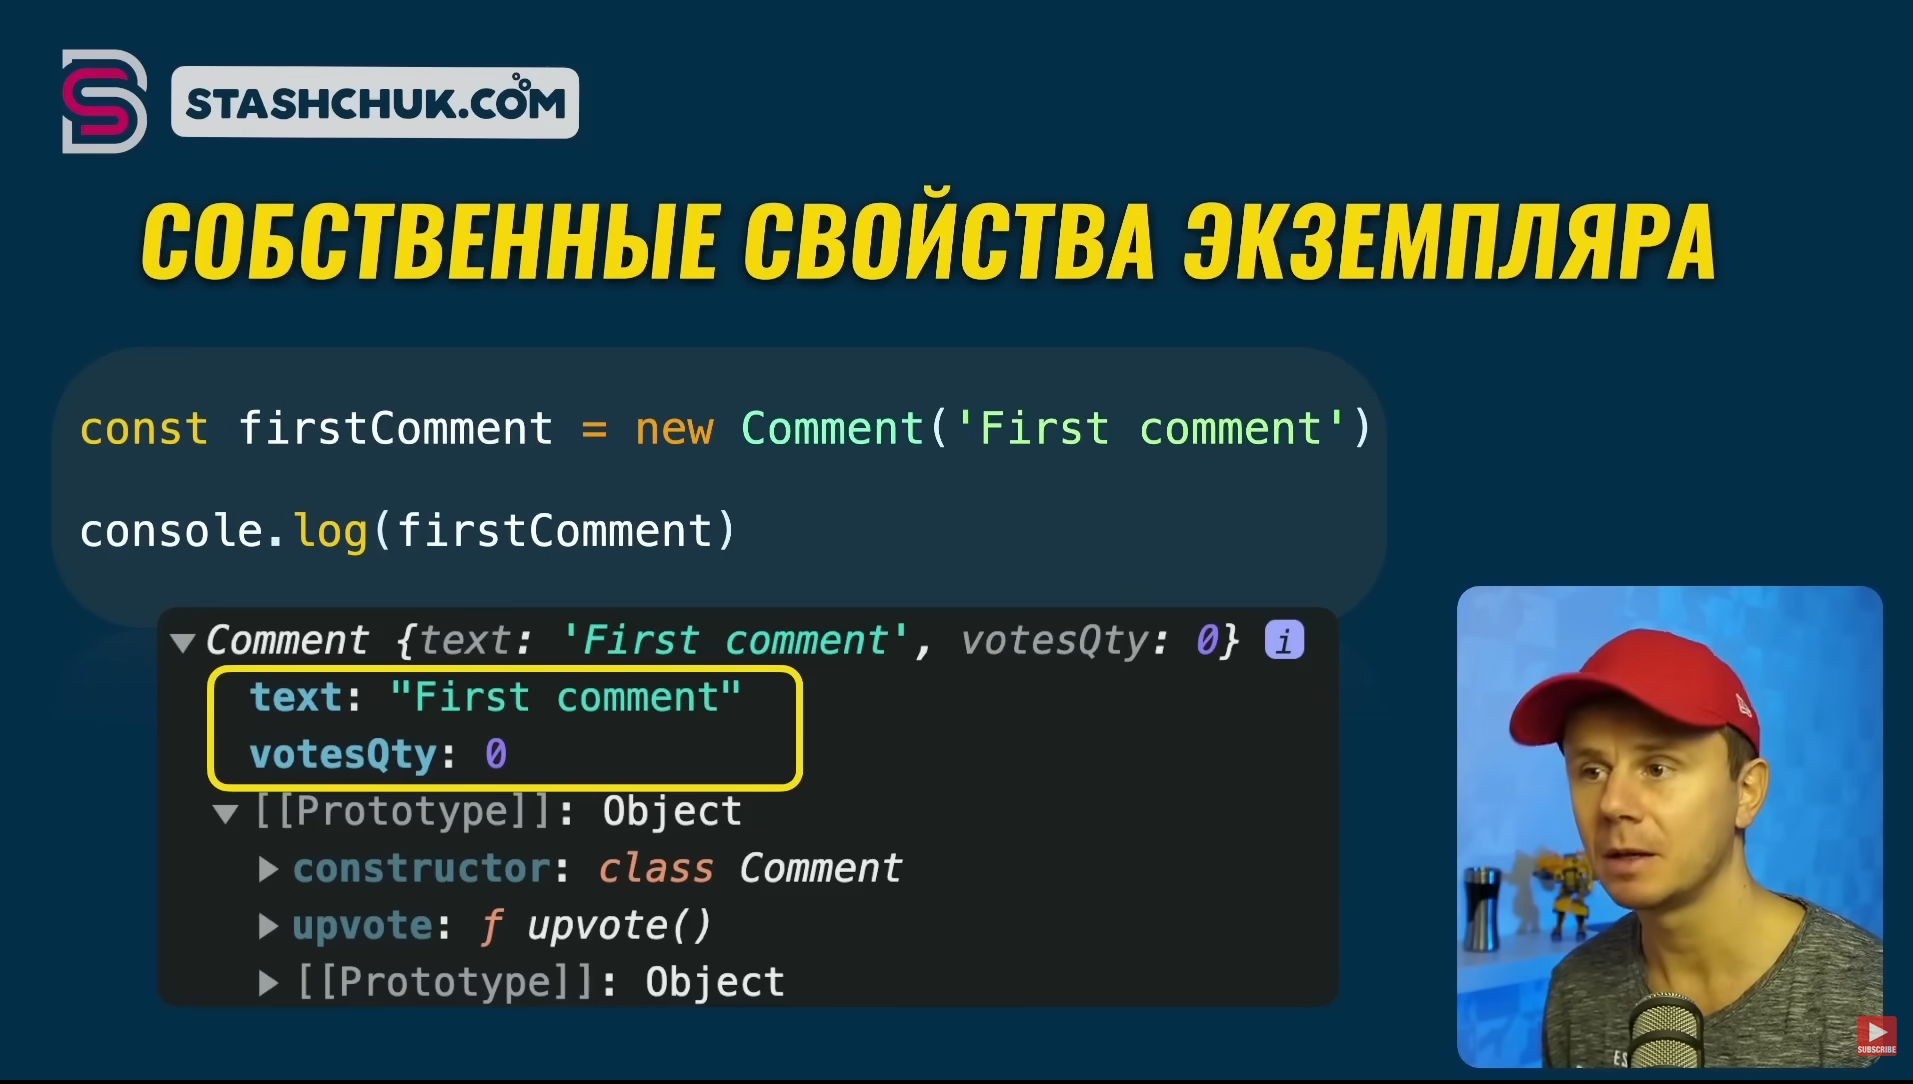 STASHCHUK.COM
СОБСТВЕННЫЕ СВОЙСТВА ЭКЗЕМПЛЯРА
const firstComment = new Comment('First comment')
console.log(firstComment)
▼ Comment {text: 'First comment', votesQty: 0} i
text: "First comment"
votesQty: 0
▼ [[Prototype]]: Object
▶ constructor: class Comment
▶ upvote: ƒ upvote()
▶ [[Prototype]]: Object
SUBSCRIBE